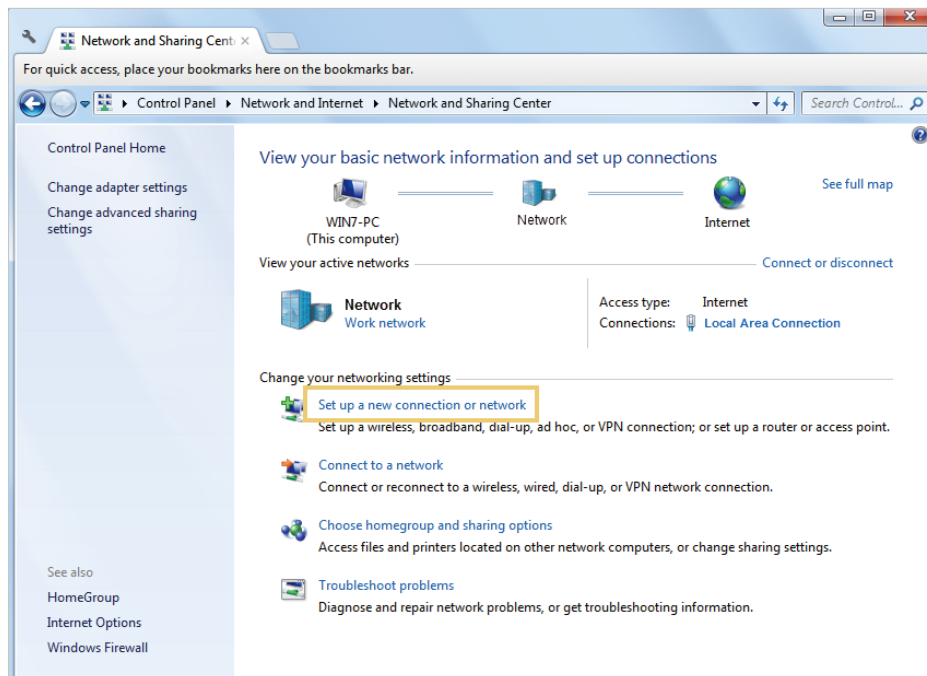 Network and Sharing Cent
For quick access, place your bookmarks here on the bookmarks bar.
Control Panel Network and Internet Network and Sharing Center
Search Control...
Control Panel Home
Change adapter settings
Change advanced sharing
settings
See also
HomeGroup
Internet Options
Windows Firewall
View your basic network information and set up connections
See full map
WIN7-PC
(This computer)
Network
Internet
View your active networks
Connect or disconnect
Network
Work network
Access type: Internet
Connections: Local Area Connection
Change your networking settings
Set up a new connection or network
Set up a wireless, broadband, dial-up, ad hoc, or VPN connection; or set up a router or access point.
Connect to a network
Connect or reconnect to a wireless, wired, dial-up, or VPN network connection.
Choose homegroup and sharing options
Access files and printers located on other network computers, or change sharing settings.
Troubleshoot problems
Diagnose and repair network problems, or get troubleshooting information.